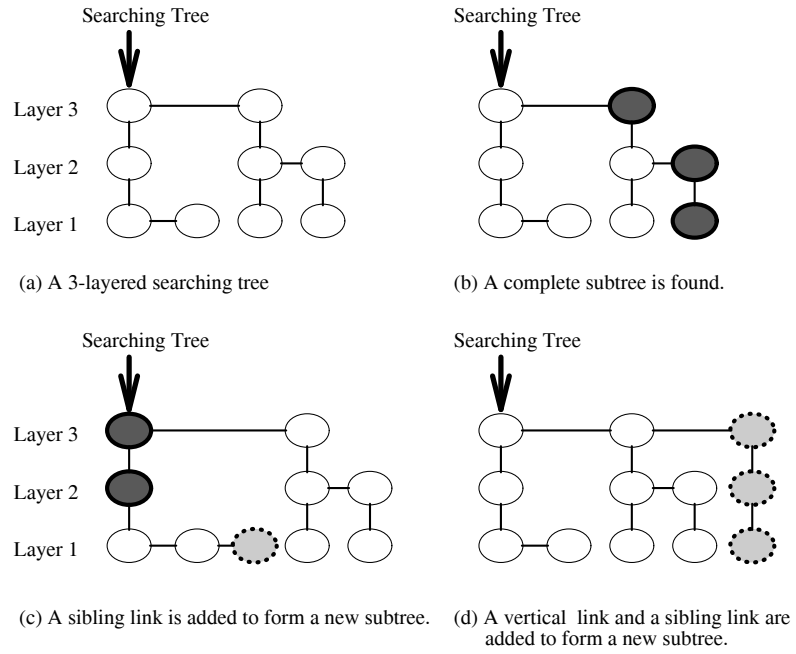 Searching Tree
Layer 3
Layer 2
Layer 1
(a) A 3-layered searching tree
Searching Tree
(b) A complete subtree is found.
Searching Tree
Layer 3
Layer 2
Layer 1
(c) A sibling link is added to form a new subtree.
Searching Tree
(d) A vertical link and a sibling link are
added to form a new subtree.